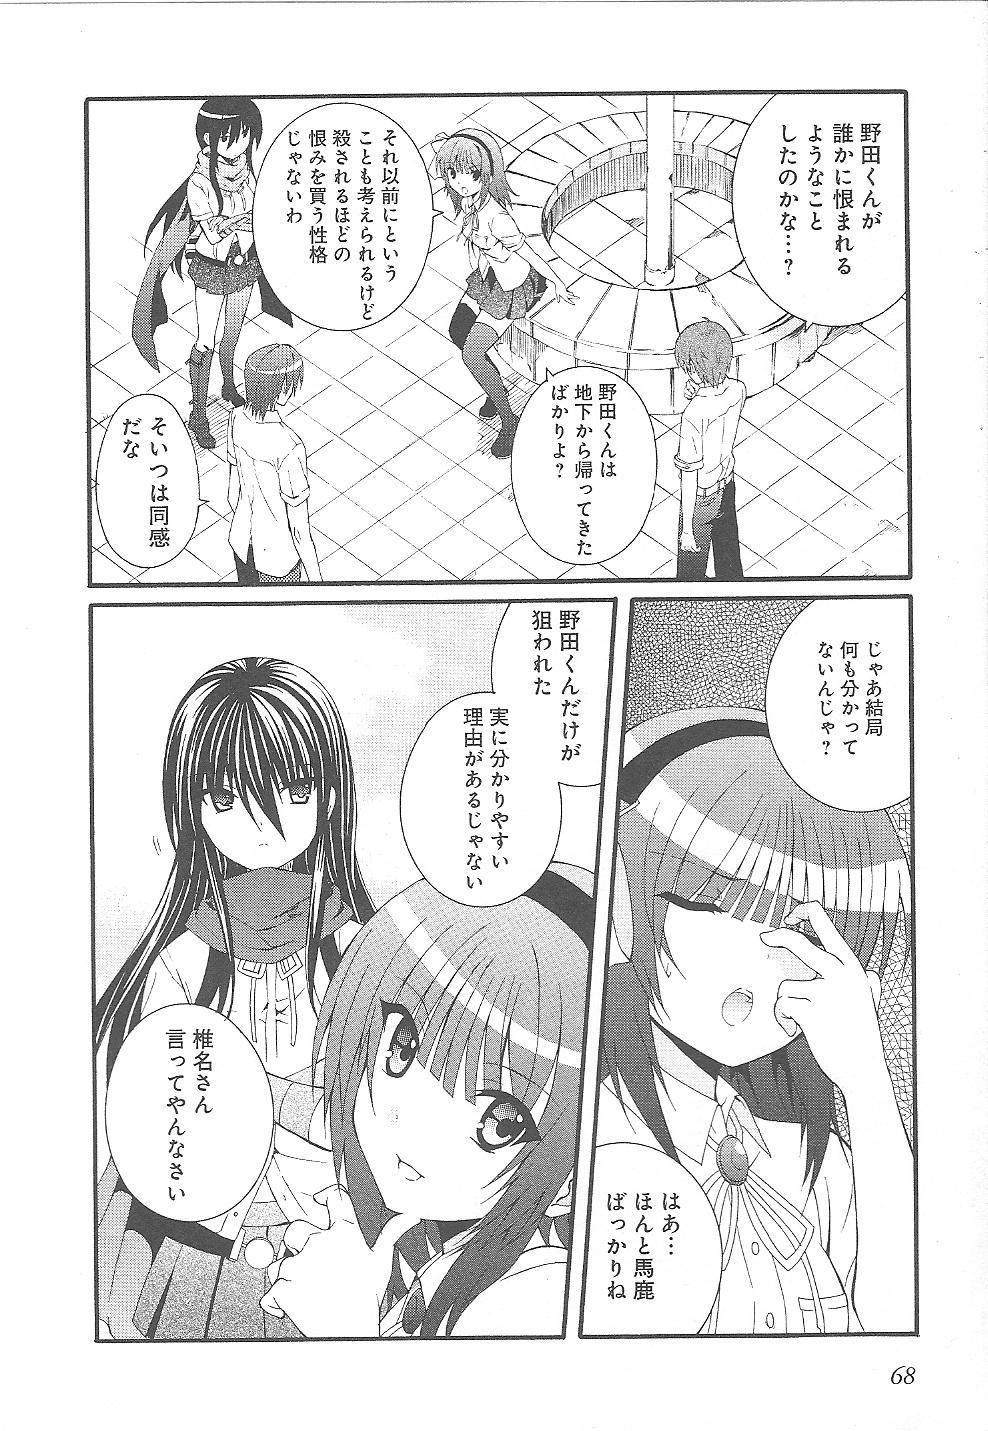 野田くんが
誰かに恨まれる
ようなこと
したのかな…?
野田くんは
地下から帰ってきた
ばかりよ?
それ以前にという
ことも考えられるけど
殺されるほどの
恨みを買う性格
じゃないわ
そいつは同感
だな
じゃあ結局
何も分かって
ないんじゃ?
はあ…
ほんと馬鹿
ばっかりね
野田くんだけが
狙われた
実に分かりやすい
理由があるじゃない
椎名さん
言ってやんなさい
68